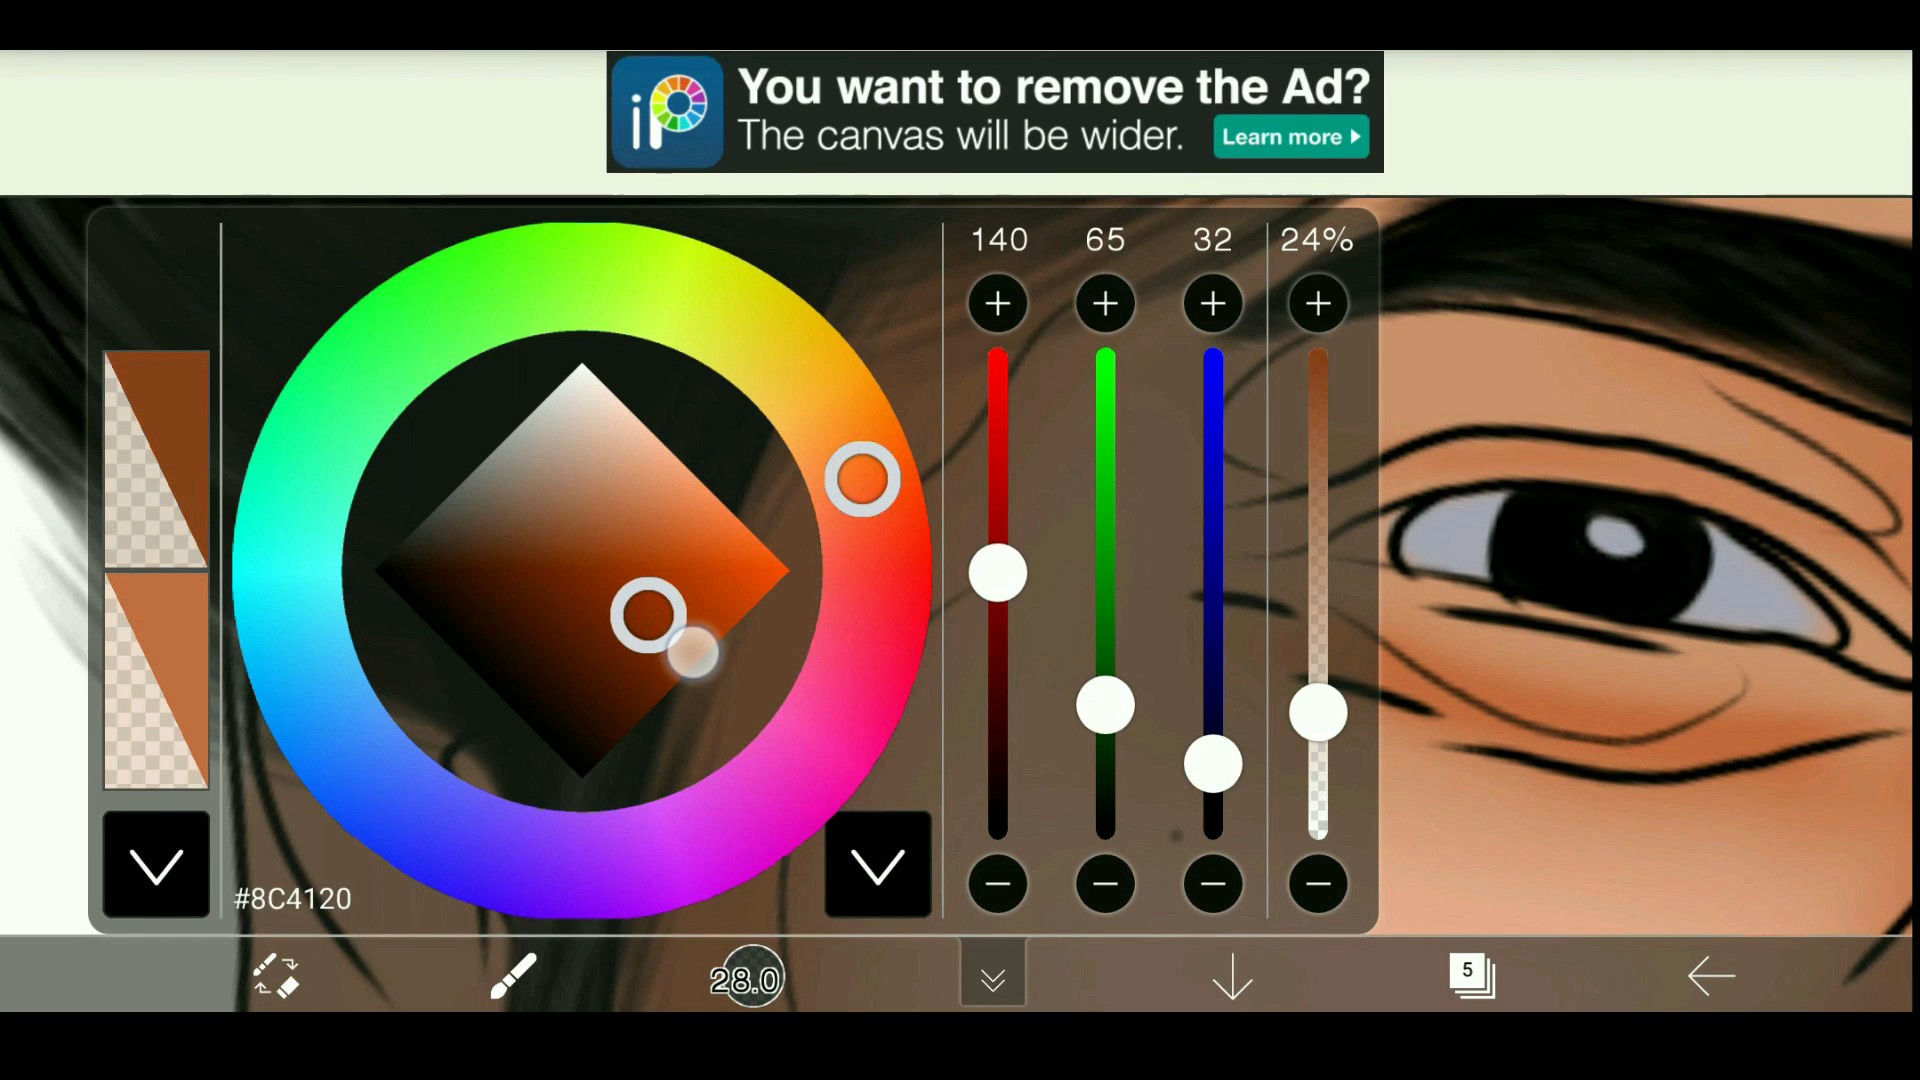 iP
You want to remove the Ad?
The canvas will be wider.
Learn more
140 65 32 24%
#8C4120
28.0
5